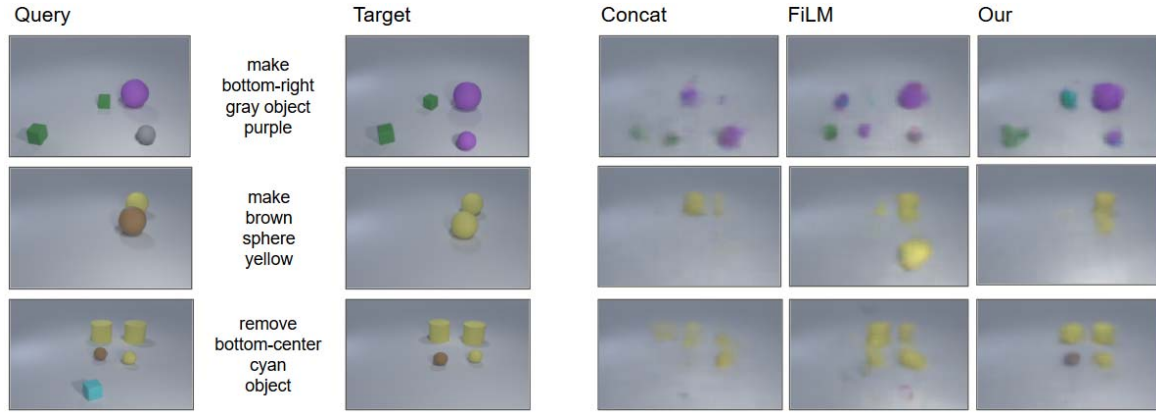 Query
Target
Concat
FiLM
Our
make
bottom-right
gray object
purple
make
brown
sphere
yellow
remove
bottom-center
cyan
object